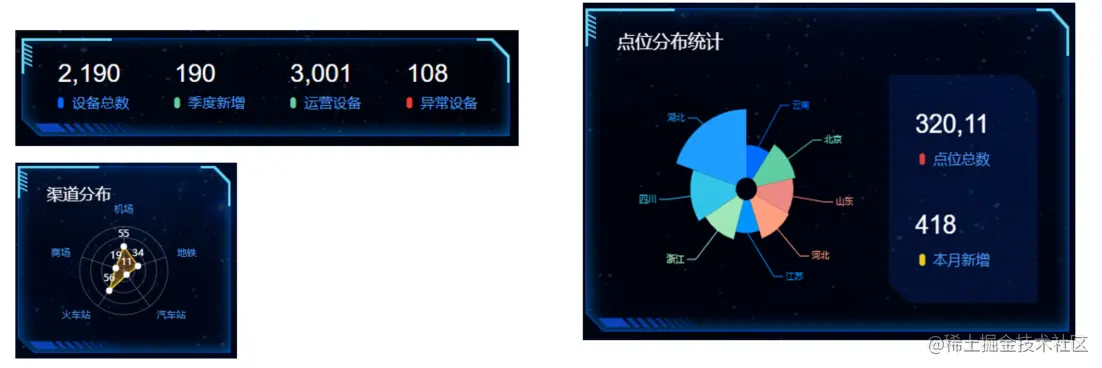 2,190 190 3,001 108
设备总数 季度新增 运营设备 异常设备
渠道分布
机场
55
商场 19 34 地铁
11
56
火车站 汽车站
点位分布统计
云南
湖北
北京
四川
山东
浙江
河北
江苏
320,11
点位总数
418
本月新增
@稀土掘金技术社区